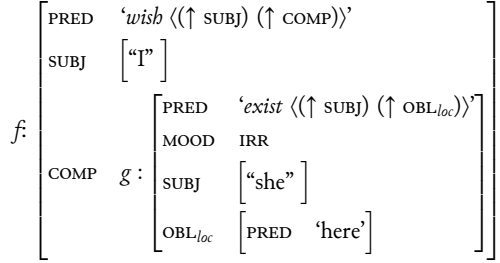 PRED ‘wish ⟨(↑ SUBJ) (↑ COMP)⟩’
SUBJ [“I”]
f: COMP g:
PRED ‘exist ⟨(↑ SUBJ) (↑ OBLloc)⟩’
MOOD IRR
SUBJ [“she”]
OBLloc [PRED ‘here’]